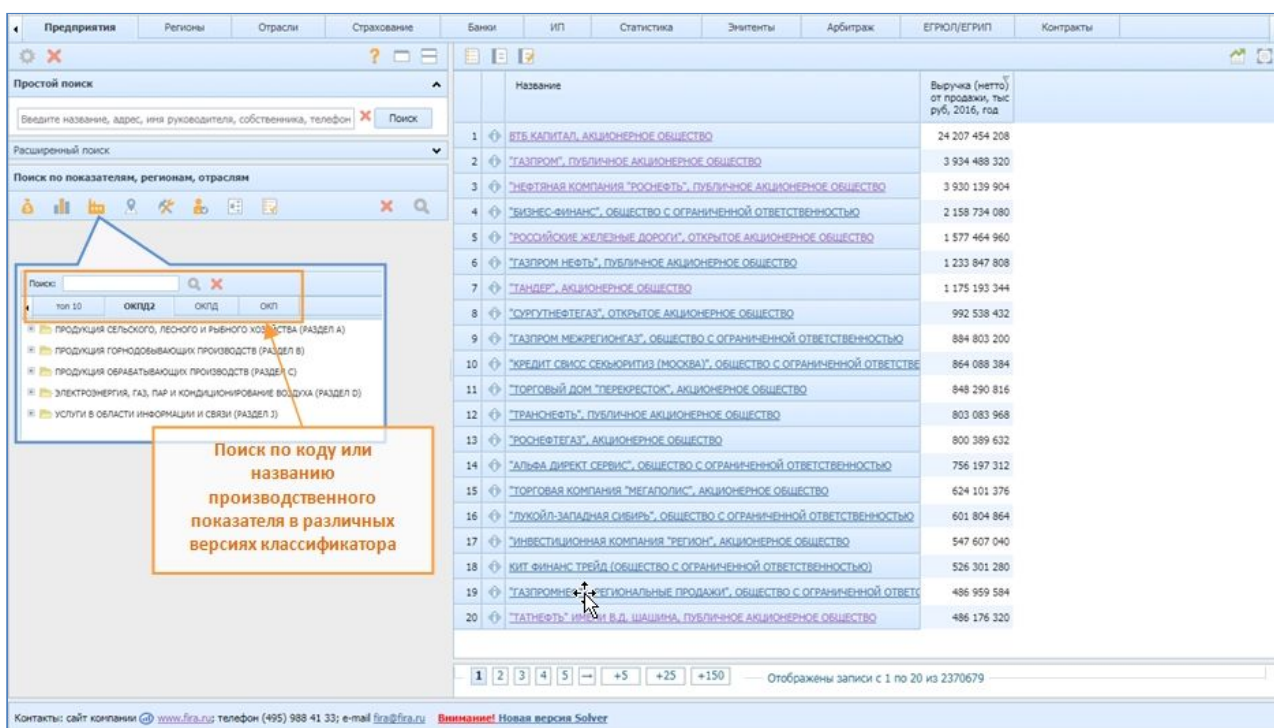 Предприятия Регионы Отрасли Страхование Банки ИП Статистика Эмитенты Арбитраж ЕГРЮЛ/ЕГРИП Контракты
Простой поиск
Введите название, адрес, имя руководителя, собственника, телефон Поиск
Расширенный поиск
Поиск по показателям, регионам, отраслям
Поиск:
топ 10 ОКПД2 ОКПД ОКП
ПРОДУКЦИЯ СЕЛЬСКОГО, ЛЕСНОГО И РЫБНОГО ХОЗЯЙСТВА (РАЗДЕЛ A)
ПРОДУКЦИЯ ГОРНОДОБЫВАЮЩИХ ПРОИЗВОДСТВ (РАЗДЕЛ B)
ПРОДУКЦИЯ ОБРАБАТЫВАЮЩИХ ПРОИЗВОДСТВ (РАЗДЕЛ C)
ЭЛЕКТРОЭНЕРГИЯ, ГАЗ, ПАР И КОНДИЦИОНИРОВАНИЕ ВОЗДУХА (РАЗДЕЛ D)
УСЛУГИ В ОБЛАСТИ ИНФОРМАЦИИ И СВЯЗИ (РАЗДЕЛ J)
Поиск по коду или
названию
производственного
показателя в различных
версиях классификатора
Название
Выручка (нетто)
от продажи, тыс
руб, 2016, год
1 ВТБ КАПИТАЛ, АКЦИОНЕРНОЕ ОБЩЕСТВО 24 207 454 208
2 "ГАЗПРОМ", ПУБЛИЧНОЕ АКЦИОНЕРНОЕ ОБЩЕСТВО 3 934 488 320
3 "НЕФТЯНАЯ КОМПАНИЯ "РОСНЕФТЬ", ПУБЛИЧНОЕ АКЦИОНЕРНОЕ ОБЩЕСТВО 3 930 139 904
4 "БИЗНЕС-ФИНАНС", ОБЩЕСТВО С ОГРАНИЧЕННОЙ ОТВЕТСТВЕННОСТЬЮ 2 158 734 080
5 "РОССИЙСКИЕ ЖЕЛЕЗНЫЕ ДОРОГИ", ОТКРЫТОЕ АКЦИОНЕРНОЕ ОБЩЕСТВО 1 577 464 960
6 "ГАЗПРОМ НЕФТЬ", ПУБЛИЧНОЕ АКЦИОНЕРНОЕ ОБЩЕСТВО 1 233 847 808
7 "ТАНДЕР", АКЦИОНЕРНОЕ ОБЩЕСТВО 1 175 193 344
8 "СУРГУТНЕФТЕГАЗ", ОТКРЫТОЕ АКЦИОНЕРНОЕ ОБЩЕСТВО 992 538 432
9 "ГАЗПРОМ МЕЖРЕГИОНГАЗ", ОБЩЕСТВО С ОГРАНИЧЕННОЙ ОТВЕТСТВЕННОСТЬЮ 884 803 200
10 "КРЕДИТ СВИСС СЕКЬЮРИТИЗ (МОСКВА)", ОБЩЕСТВО С ОГРАНИЧЕННОЙ ОТВЕТСТВЕ 864 088 384
11 "ТОРГОВЫЙ ДОМ "ПЕРЕКРЕСТОК", АКЦИОНЕРНОЕ ОБЩЕСТВО 848 290 816
12 "ТРАНСНЕФТЬ", ПУБЛИЧНОЕ АКЦИОНЕРНОЕ ОБЩЕСТВО 803 083 968
13 "РОСНЕФТЕГАЗ", АКЦИОНЕРНОЕ ОБЩЕСТВО 800 389 632
14 "АЛЬФА ДИРЕКТ СЕРВИС", ОБЩЕСТВО С ОГРАНИЧЕННОЙ ОТВЕТСТВЕННОСТЬЮ 756 197 312
15 "ТОРГОВАЯ КОМПАНИЯ "МЕГАПОЛИС", АКЦИОНЕРНОЕ ОБЩЕСТВО 624 101 376
16 "ЛУКОЙЛ-ЗАПАДНАЯ СИБИРЬ", ОБЩЕСТВО С ОГРАНИЧЕННОЙ ОТВЕТСТВЕННОСТЬЮ 601 804 864
17 "ИНВЕСТИЦИОННАЯ КОМПАНИЯ "РЕГИОН", АКЦИОНЕРНОЕ ОБЩЕСТВО 547 607 040
18 КИТ ФИНАНС ТРЕЙД (ОБЩЕСТВО С ОГРАНИЧЕННОЙ ОТВЕТСТВЕННОСТЬЮ) 526 301 280
19 ПРОДАЖИ", ОБЩЕСТВО С ОГРАНИЧЕННОЙ ОТВЕТС 486 959 584
20 "ТАТНЕФТЬ" ИМЕНИ В.Д. ШАШИНА, ПУБЛИЧНОЕ АКЦИОНЕРНОЕ ОБЩЕСТВО 486 176 320
1 2 3 4 5 → +5 +25 +150 Отображены записи с 1 по 20 из 2370679
Контакты: сайт компании www.fira.ru; телефон (495) 988 41 33; e-mail fira@fira.ru Внимание! Новая версия Solver